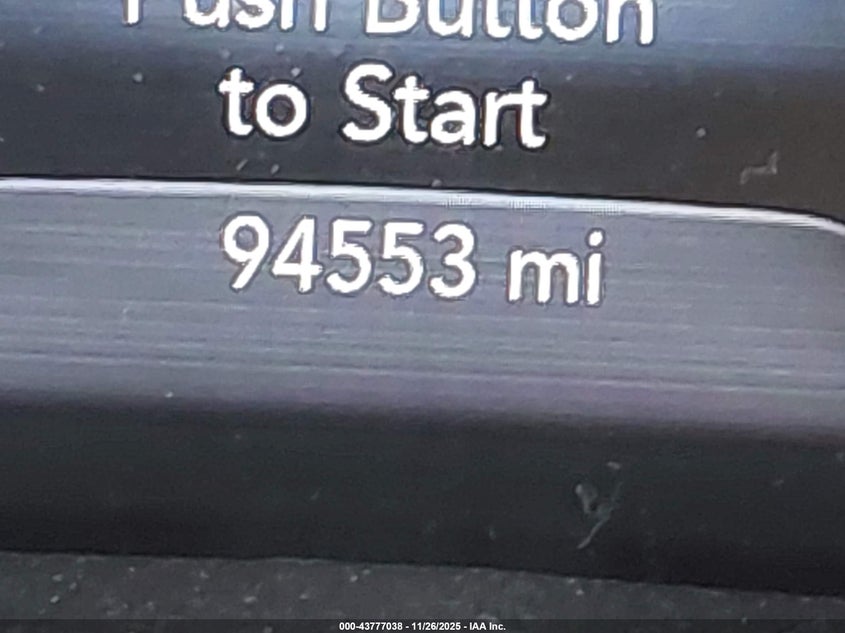 Push Button
to Start
94553 mi
000-43777038 - 11/26/2025 - IAA Inc.